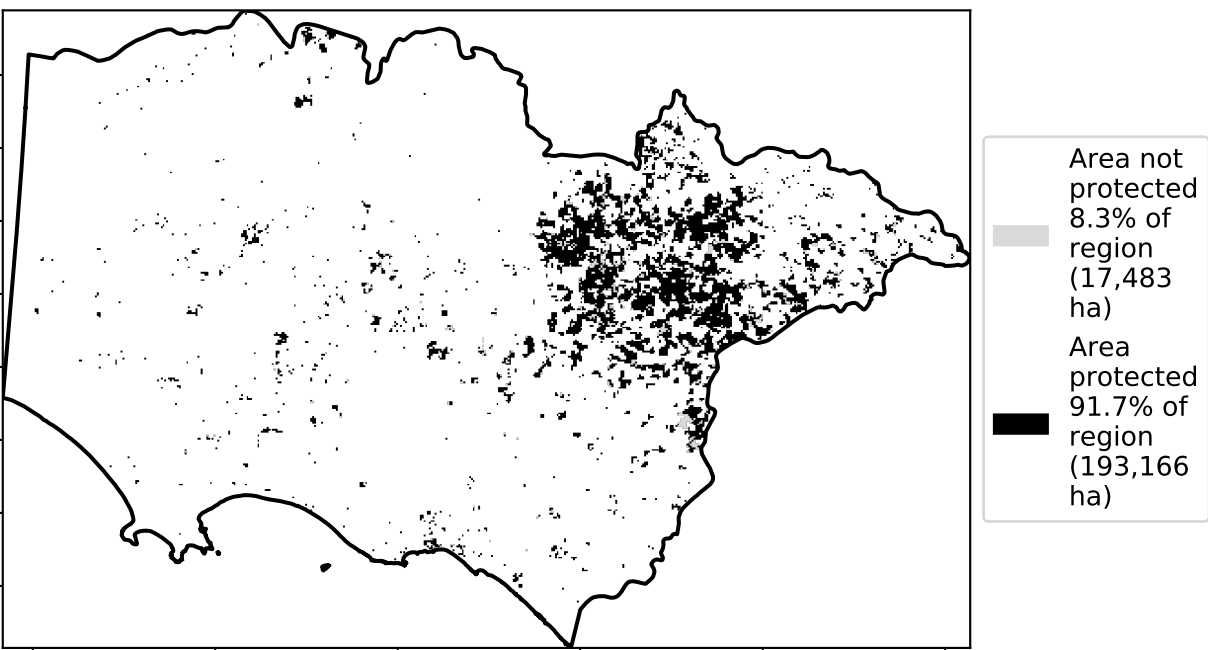 Area not
protected
8.3% of
region
(17,483
ha)
Area
protected
91.7% of
region
(193,166
ha)